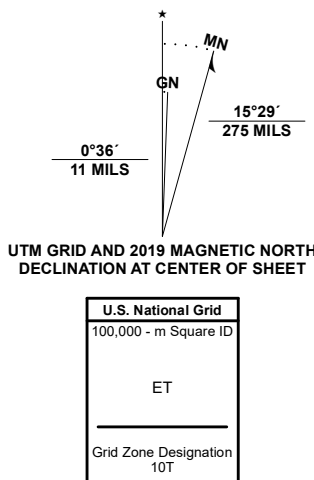 ★
MN
GN
15°29´
275 MILS
0°36´
11 MILS
UTM GRID AND 2019 MAGNETIC NORTH
DECLINATION AT CENTER OF SHEET
U.S. National Grid
100,000 - m Square ID
ET
Grid Zone Designation
10T